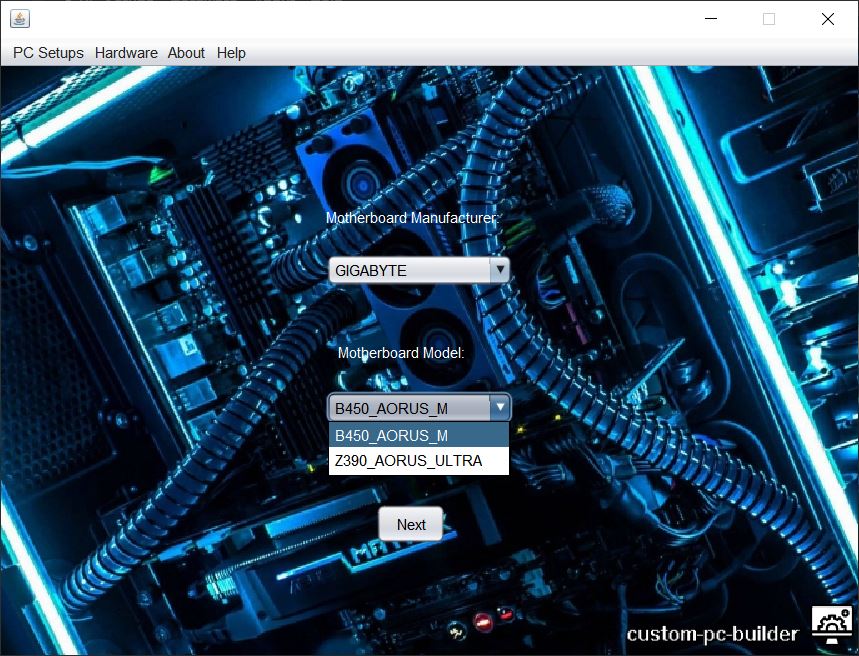 PC Setups Hardware About Help
Motherboard Manufacturer:
GIGABYTE
Motherboard Model:
B450_AORUS_M
B450_AORUS_M
Z390_AORUS_ULTRA
Next
custom-pc-builder